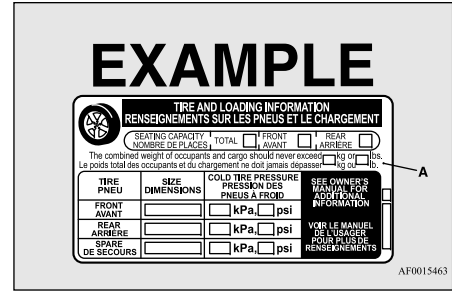 EXAMPLE
TIRE AND LOADING INFORMATION
RENSEIGNEMENTS SUR LES PNEUS ET LE CHARGEMENT
SEATING CAPACITY TOTAL FRONT REAR
NOMBRE DE PLACES AVANT ARRIÈRE
The combined weight of occupants and cargo should never exceed kg or lbs.
Le poids total des occupants et du chargement ne doit jamais dépasser kg ou lb.
A
TIRE SIZE COLD TIRE PRESSURE SEE OWNER'S
PNEU DIMENSIONS PRESSION DES MANUAL FOR
PNEUS À FROID ADDITIONAL
INFORMATION
FRONT
AVANT kPa, psi
REAR
ARRIÈRE kPa, psi
SPARE
DE SECOURS kPa, psi
VOIR LE MANUEL
DE L'USAGER
POUR PLUS DE
RENSEIGNEMENTS
AF0015463